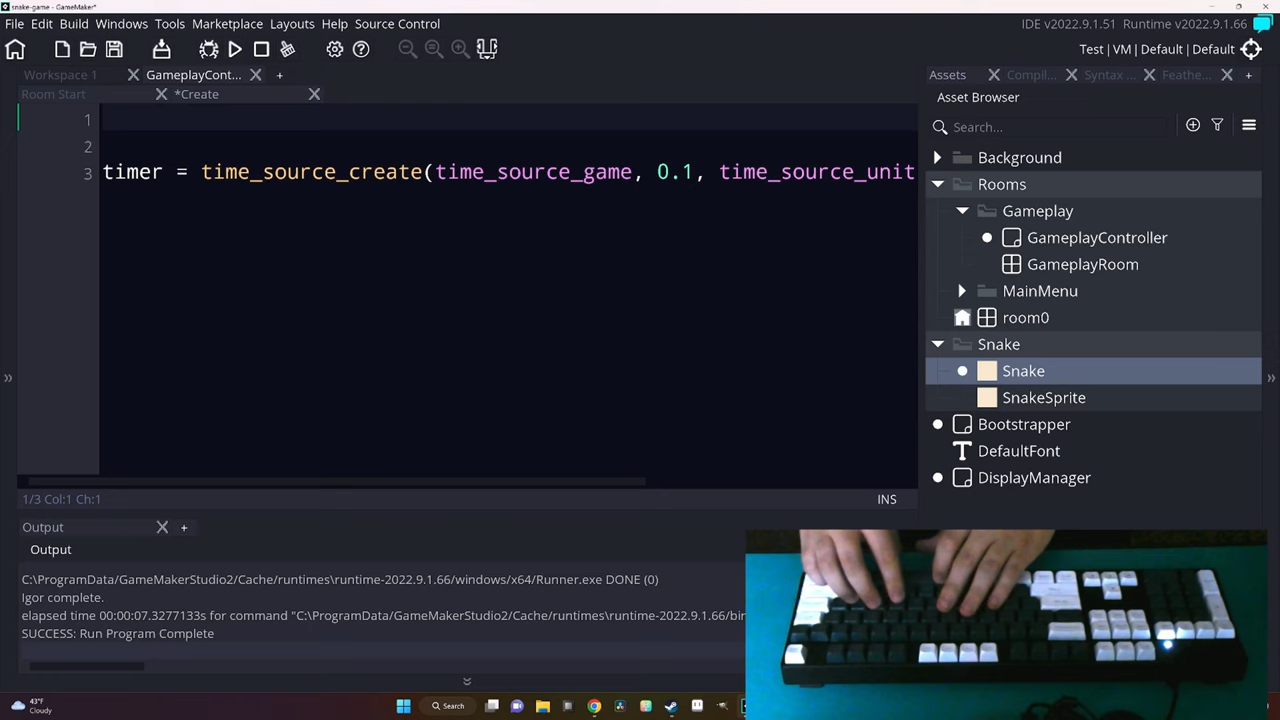 snake-game - GameMaker*
File Edit Build Windows Tools Marketplace Layouts Help Source Control
IDE v2022.9.1.51 Runtime v2022.9.1.66
Test | VM | Default | Default
Workspace 1 GameplayCont... +
Room Start *Create
1
2
3 timer = time_source_create(time_source_game, 0.1, time_source_unit
1/3 Col:1 Ch:1 INS
Assets Compil... Syntax ... Feathe... +
Asset Browser
Search...
Background
Rooms
Gameplay
GameplayController
GameplayRoom
MainMenu
room0
Snake
Snake
SnakeSprite
Bootstrapper
DefaultFont
DisplayManager
Output +
Output
C:\ProgramData/GameMakerStudio2/Cache/runtimes\runtime-2022.9.1.66/windows/x64/Runner.exe DONE (0)
Igor complete.
elapsed time 00:00:07.3277133s for command "C:\ProgramData/GameMakerStudio2/Cache/runtimes\runtime-2022.9.1.66/bin
SUCCESS: Run Program Complete
43°F
Cloudy
Search